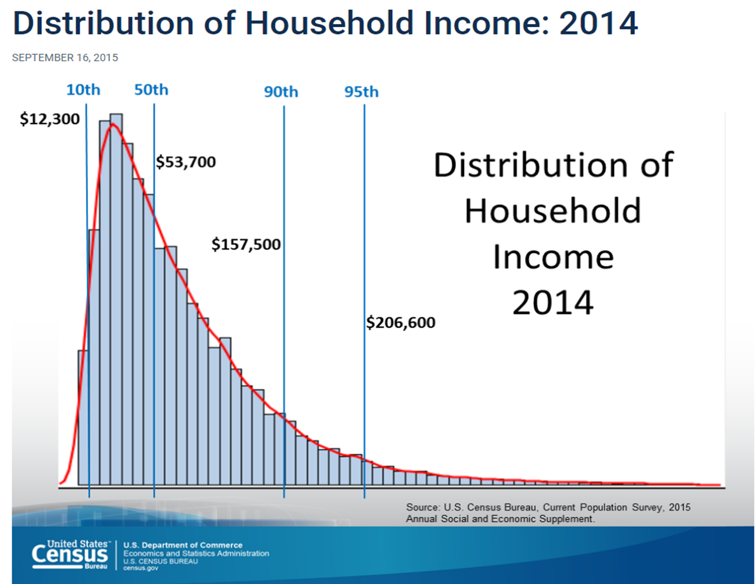 Distribution of Household Income: 2014
SEPTEMBER 16, 2015
10th 50th 90th 95th
$12,300
$53,700
$157,500
$206,600
Distribution of
Household
Income
2014
Source: U.S. Census Bureau, Current Population Survey, 2015
Annual Social and Economic Supplement.
United States™
Census
Bureau
U.S. Department of Commerce
Economics and Statistics Administration
U.S. CENSUS BUREAU
census.gov